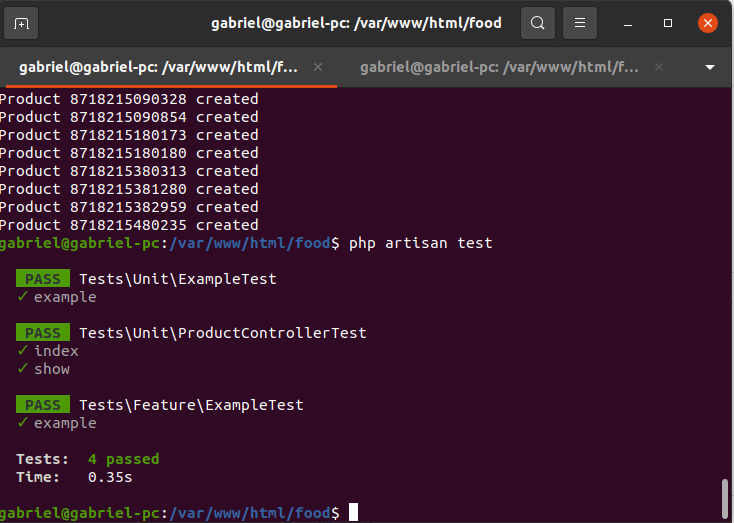 gabriel@gabriel-pc: /var/www/html/food
gabriel@gabriel-pc: /var/www/html/f... × gabriel@gabriel-pc: /var/www/html/f... ×
Product 8718215090328 created
Product 8718215090854 created
Product 8718215180173 created
Product 8718215180180 created
Product 8718215380313 created
Product 8718215381280 created
Product 8718215382959 created
Product 8718215480235 created
gabriel@gabriel-pc:/var/www/html/food$ php artisan test
PASS Tests\Unit\ExampleTest
✓ example
PASS Tests\Unit\ProductControllerTest
✓ index
✓ show
PASS Tests\Feature\ExampleTest
✓ example
Tests: 4 passed
Time: 0.35s
gabriel@gabriel-pc:/var/www/html/food$